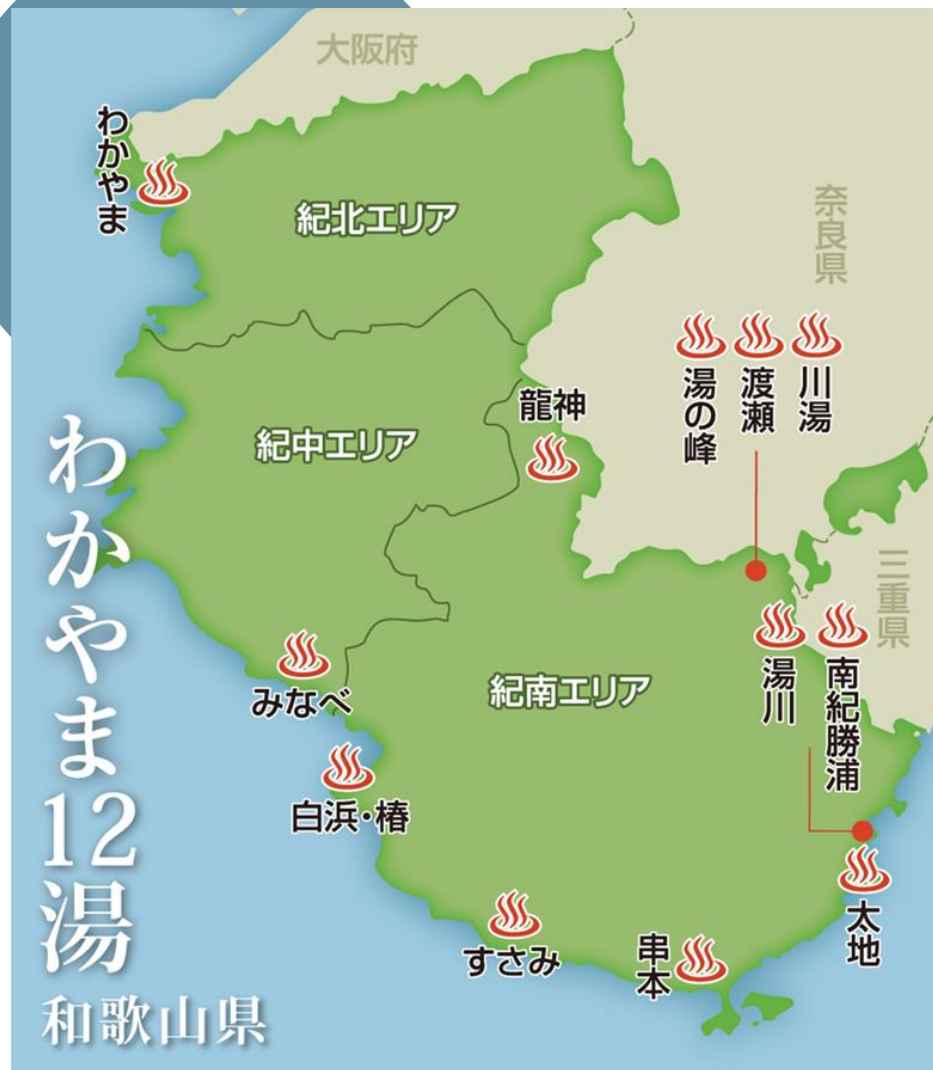 大阪府
わかやま
紀北エリア
奈良県
湯の峰
渡瀬
川湯
龍神
紀中エリア
三重県
湯川
南紀勝浦
紀南エリア
みなべ
白浜・椿
太地
すさみ
串本
わかやま12湯
和歌山県